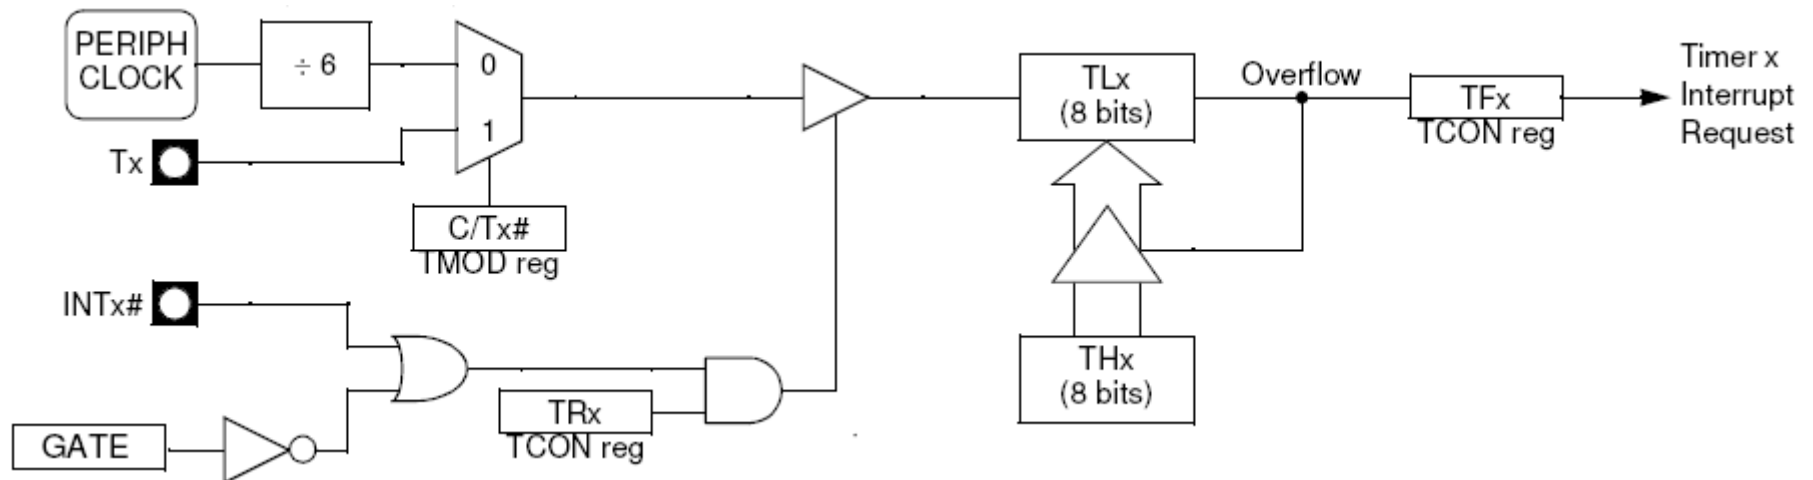 PERIPH
CLOCK
÷ 6
0
1
Tx
C/Tx#
TMOD reg
INTx#
GATE
TRx
TCON reg
TLx
(8 bits)
THx
(8 bits)
Overflow
TFx
TCON reg
Timer x
Interrupt
Request